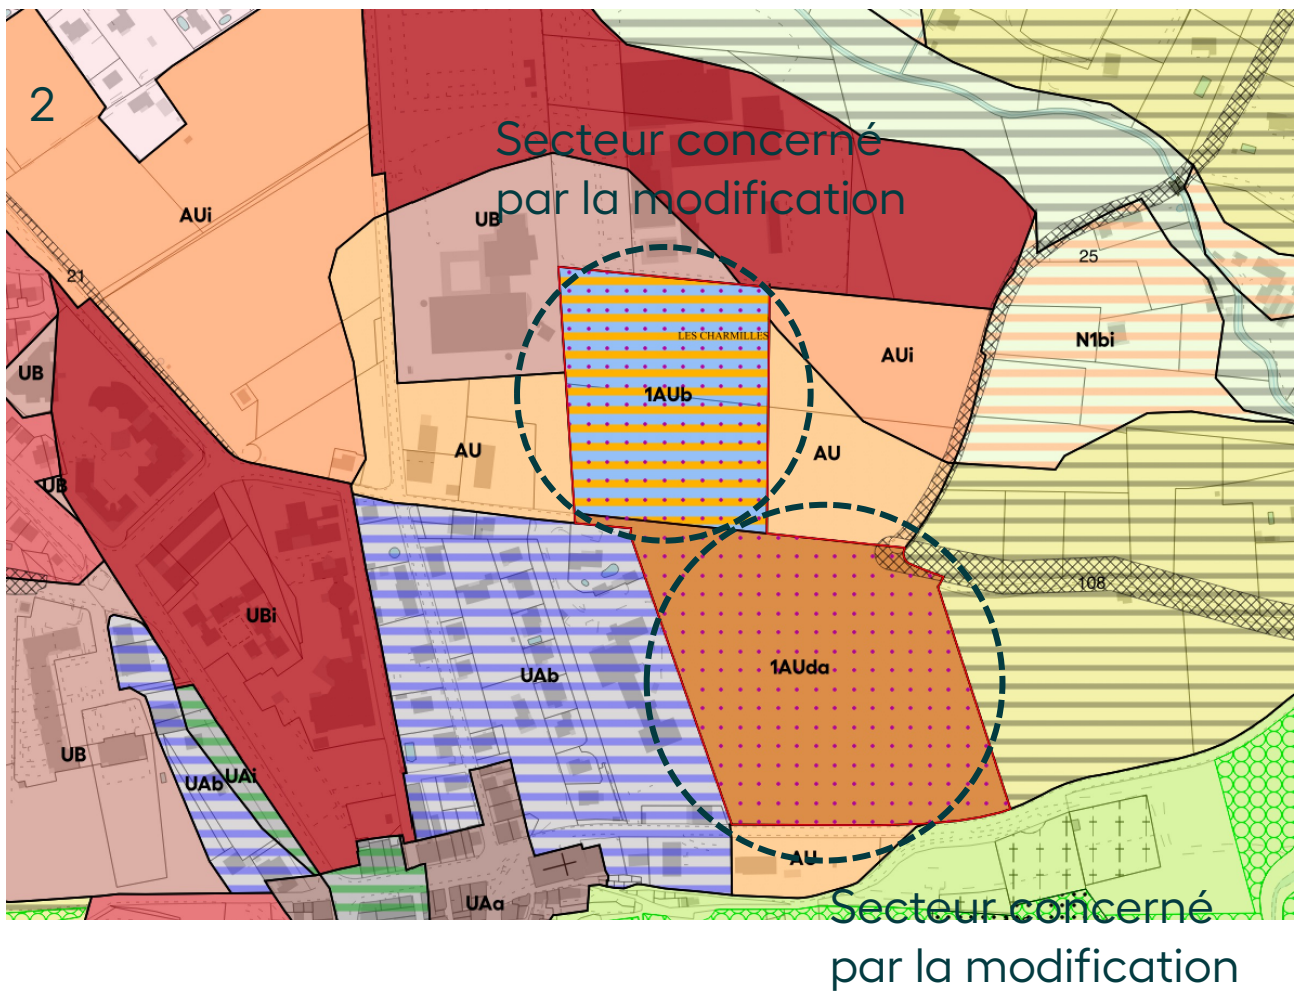 2
Secteur concerné
par la modification
AUi
UB
21
25
LES CHARMILLES
N1bi
AUi
UB
1AUb
AU
AU
UB
108
UBi
1AUda
UAb
UB
UAb
UAi
AU
UAa
Secteur concerné
par la modification